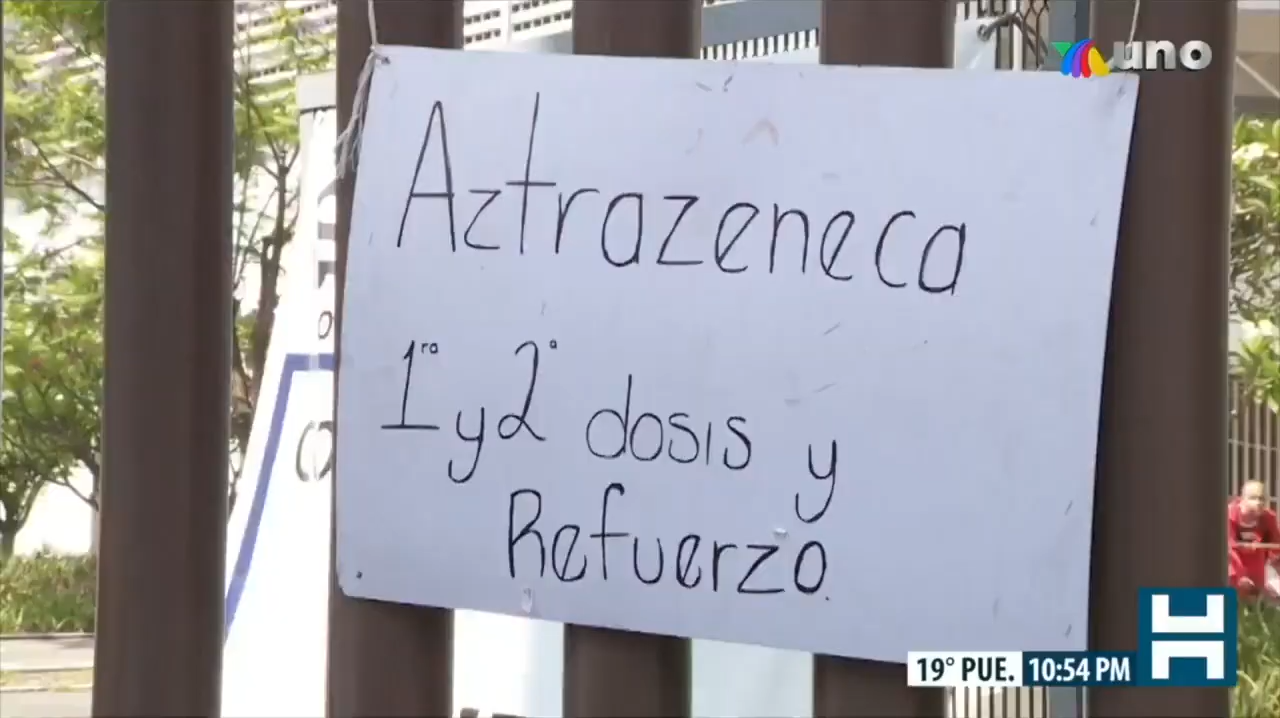 uno
Aztrazeneca
1ra y 2a dosis y
Refuerzo.
19° PUE. 10:54 PM
H